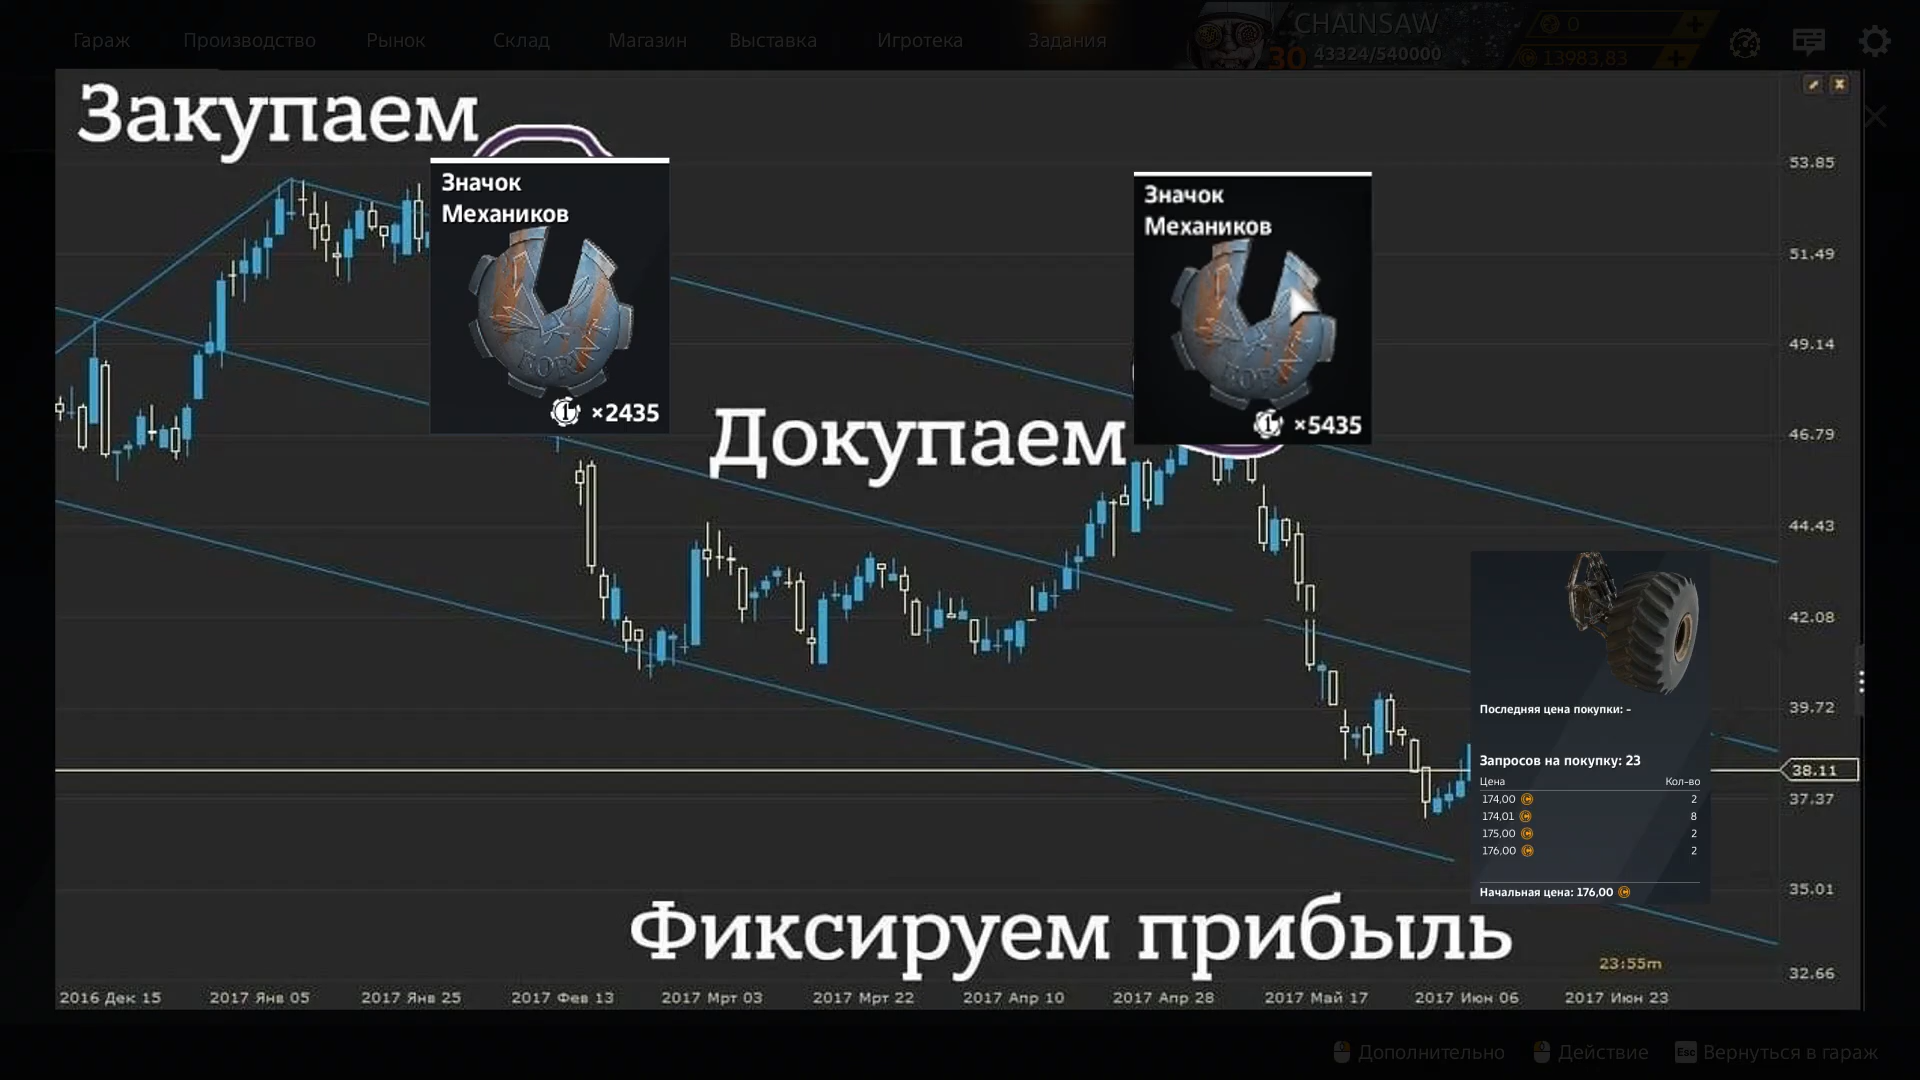 Гараж Производство Рынок Склад Магазин Выставка Игротека Задания CHAINSAW 0
30 43324/540000 13983,83
Закупаем
53.85
Значок
Механиков
Значок
Механиков
51.49
49.14
BORNT
BORNT
×2435
×5435
Докупаем
46.79
44.43
42.08
39.72
Последняя цена покупки: -
Запросов на покупку: 23
Цена Кол-во
174,00 2
174,01 8
175,00 2
176,00 2
Начальная цена: 176,00
38.11
37.37
35.01
Фиксируем прибыль
23:55m
32.66
2016 Дек 15 2017 Янв 05 2017 Янв 25 2017 Фев 13 2017 Мрт 03 2017 Мрт 22 2017 Апр 10 2017 Апр 28 2017 Май 17 2017 Июн 06 2017 Июн 23
Дополнительно Действие Esc Вернуться в гараж